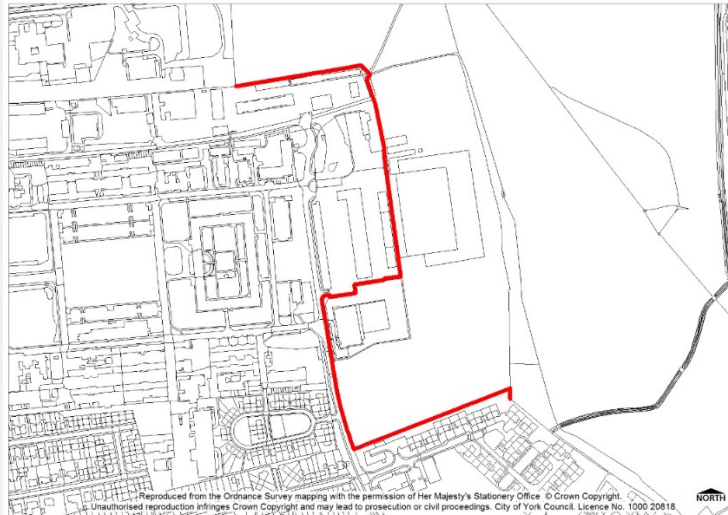 Reproduced from the Ordnance Survey mapping with the permission of Her Majesty's Stationery Office © Crown Copyright.
Unauthorised reproduction infringes Crown Copyright and may lead to prosecution or civil proceedings. City of York Council. Licence No. 1000 20818
NORTH